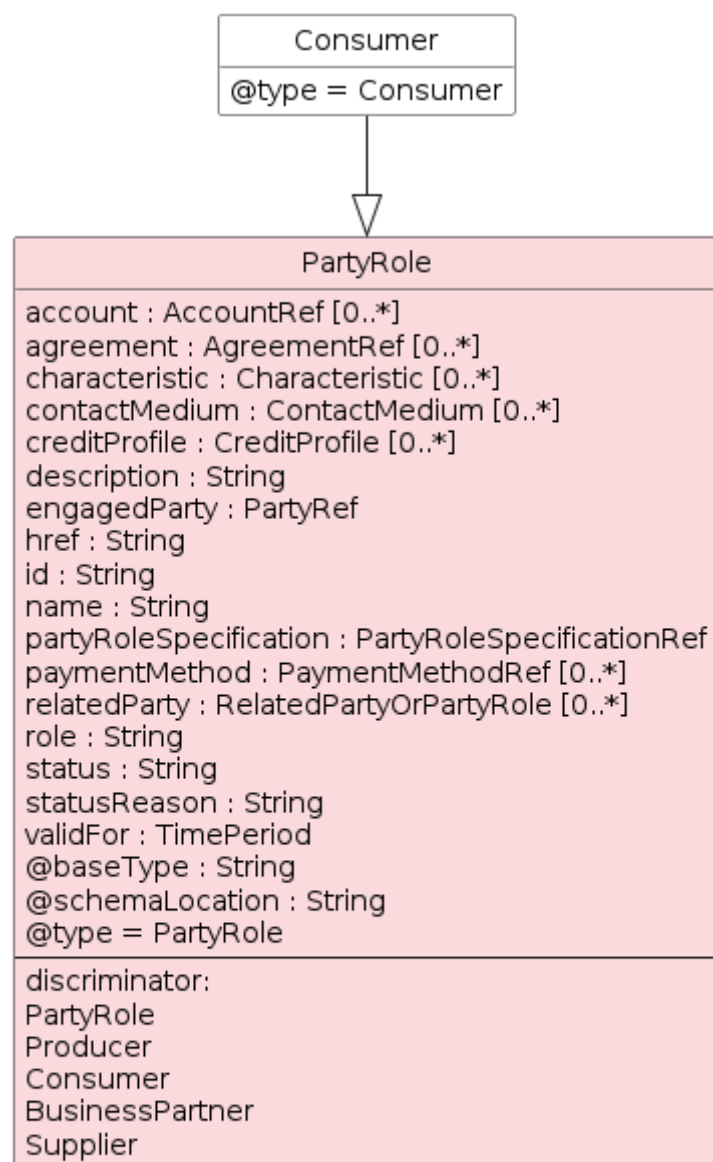 Consumer
@type = Consumer
PartyRole
account : AccountRef [0..*]
agreement : AgreementRef [0..*]
characteristic : Characteristic [0..*]
contactMedium : ContactMedium [0..*]
creditProfile : CreditProfile [0..*]
description : String
engagedParty : PartyRef
href : String
id : String
name : String
partyRoleSpecification : PartyRoleSpecificationRef
paymentMethod : PaymentMethodRef [0..*]
relatedParty : RelatedPartyOrPartyRole [0..*]
role : String
status : String
statusReason : String
validFor : TimePeriod
@baseType : String
@schemaLocation : String
@type = PartyRole
discriminator:
PartyRole
Producer
Consumer
BusinessPartner
Supplier